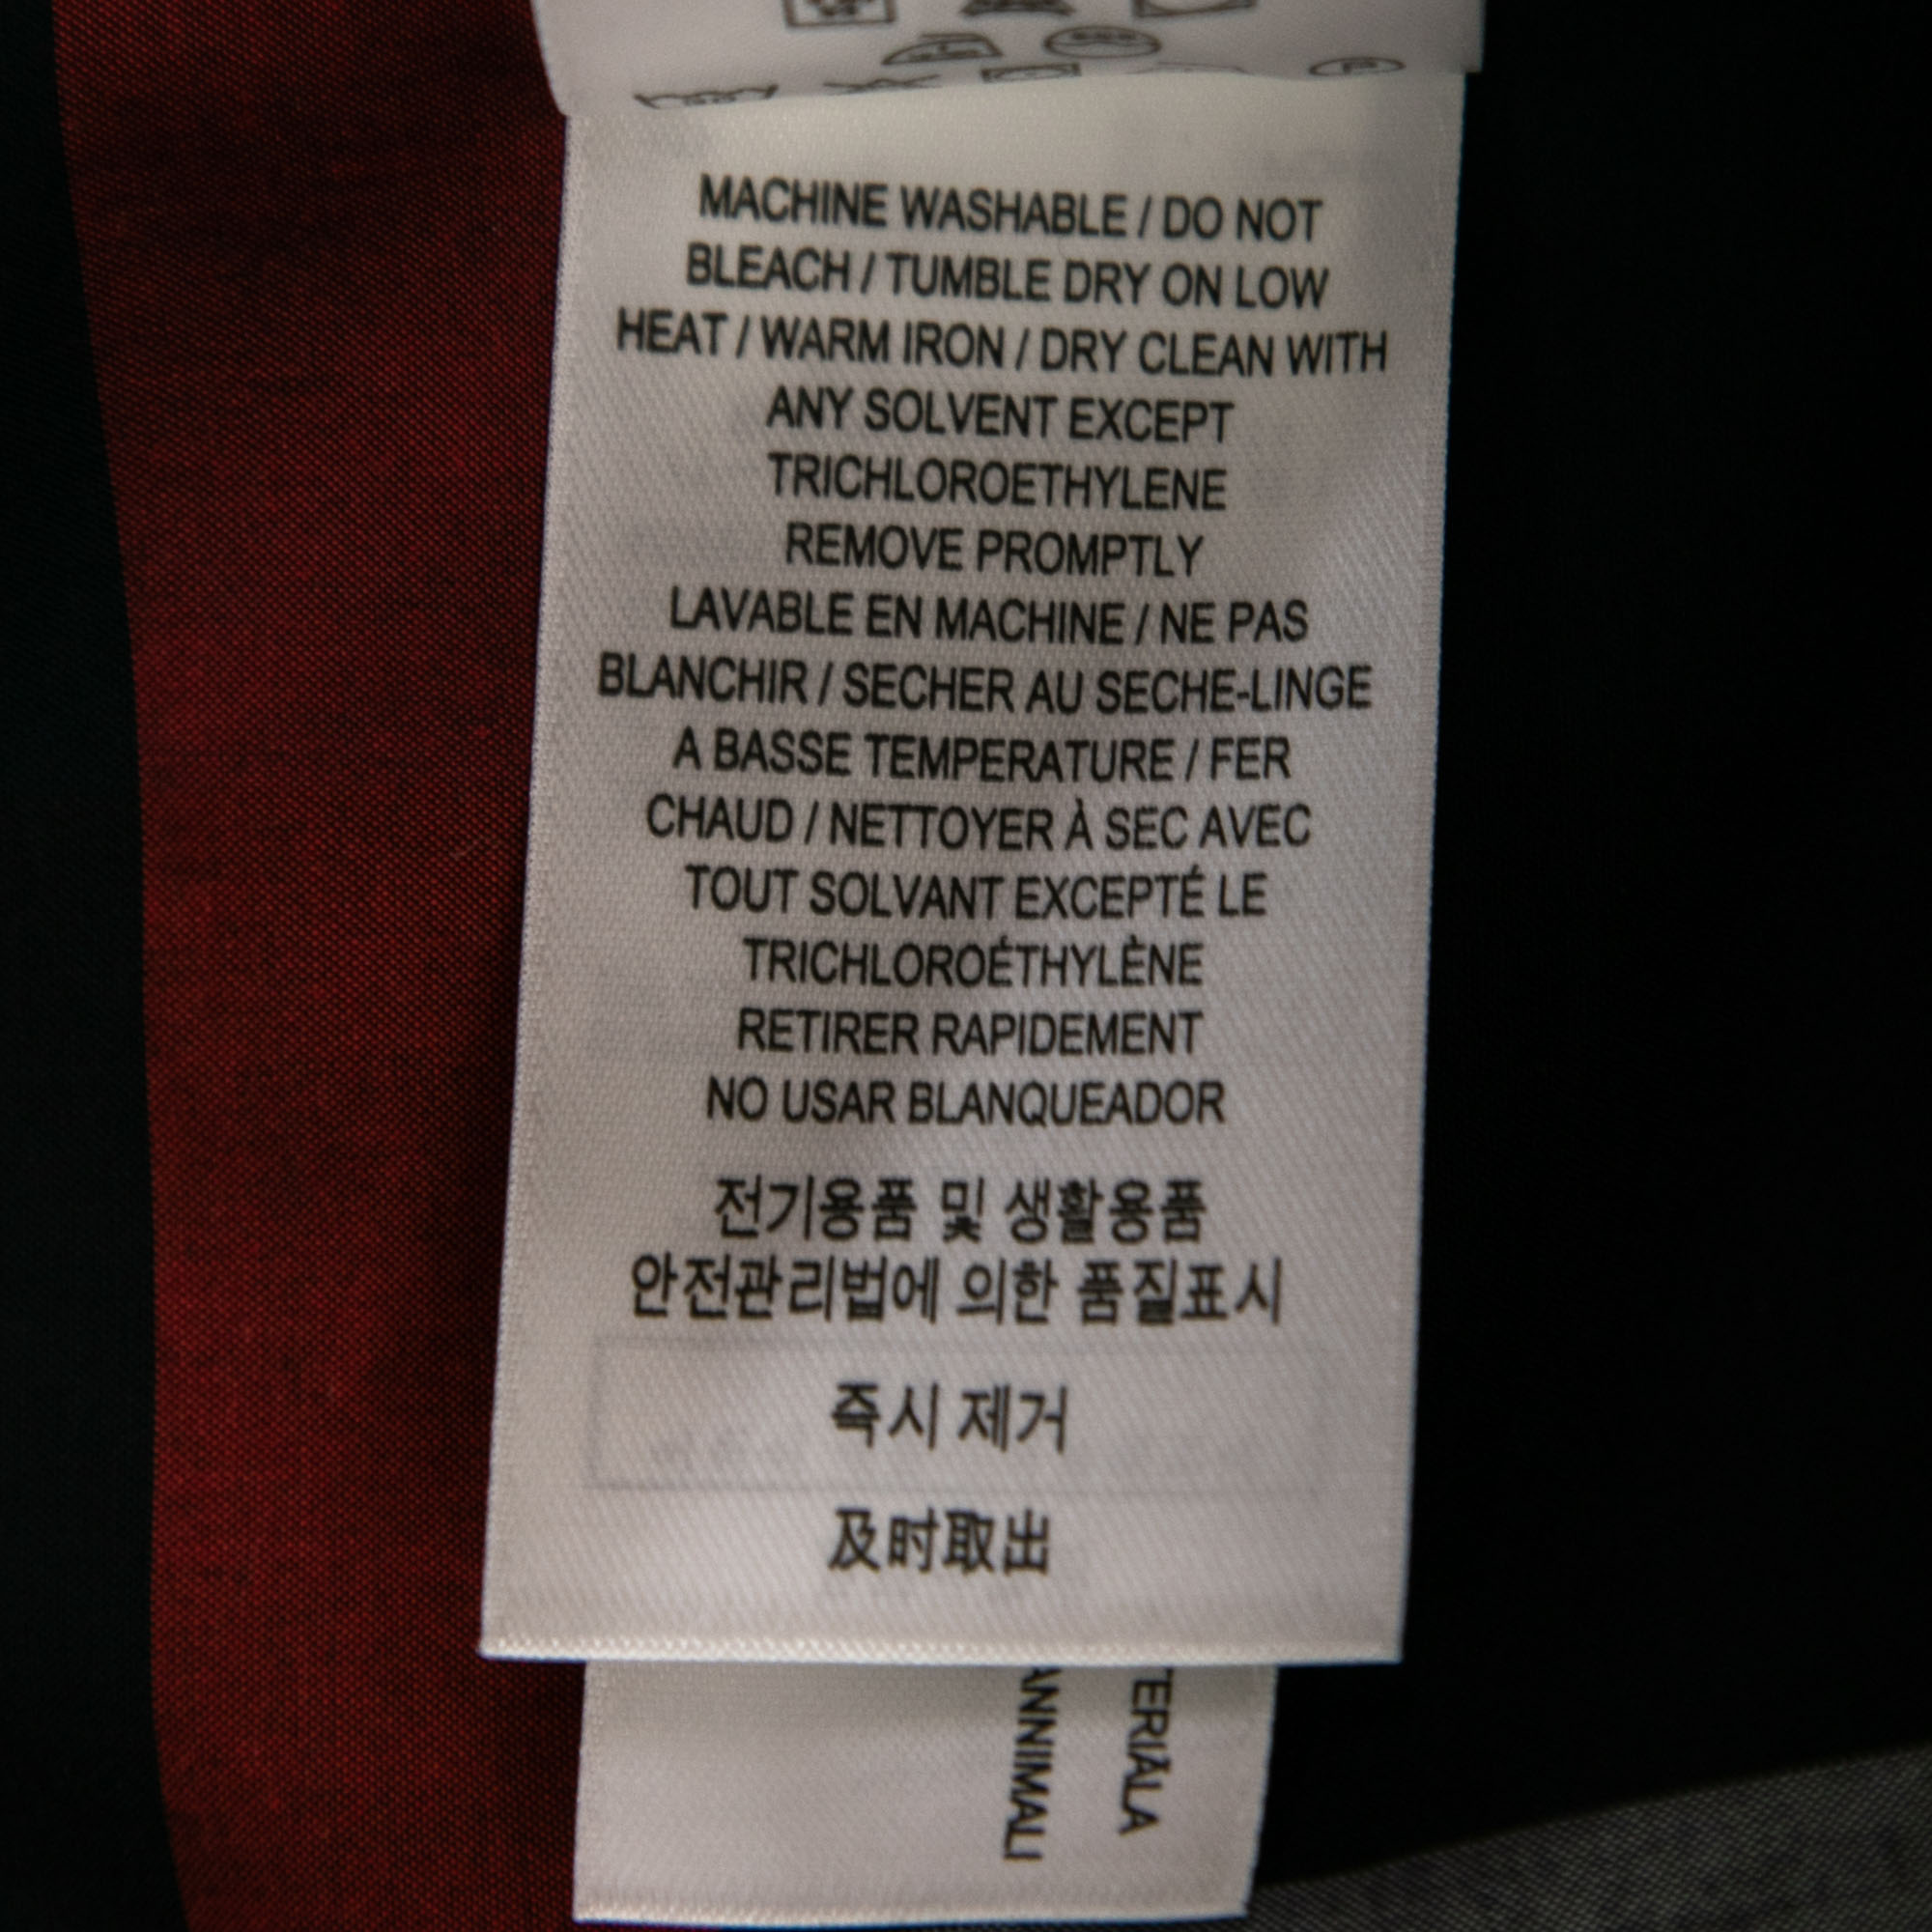 MACHINE WASHABLE / DO NOT
BLEACH / TUMBLE DRY ON LOW
HEAT / WARM IRON / DRY CLEAN WITH
ANY SOLVENT EXCEPT
TRICHLOROETHYLENE
REMOVE PROMPTLY
LAVABLE EN MACHINE / NE PAS
BLANCHIR / SECHER AU SECHE-LINGE
A BASSE TEMPERATURE / FER
CHAUD / NETTOYER À SEC AVEC
TOUT SOLVANT EXCEPTÉ LE
TRICHLOROÉTHYLÈNE
RETIRER RAPIDEMENT
NO USAR BLANQUEADOR
전기용품 및 생활용품
안전관리법에 의한 품질표시
즉시 제거
及时取出
TERIĀLA
ANNIMALI